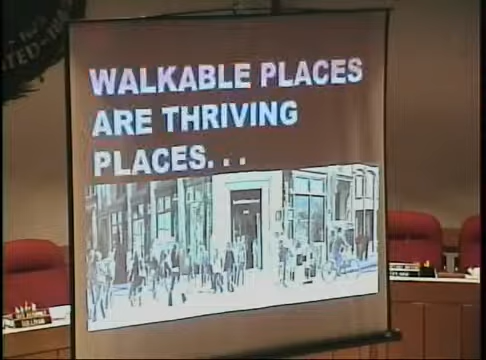 WALKABLE PLACES
ARE THRIVING
PLACES. . .